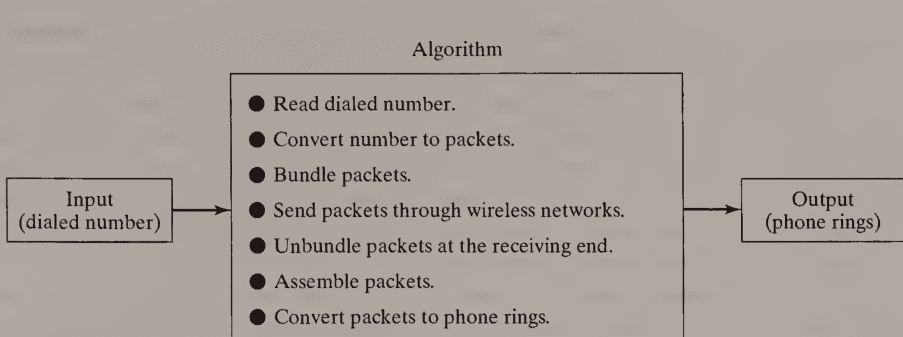 Algorithm
● Read dialed number.
● Convert number to packets.
● Bundle packets.
● Send packets through wireless networks.
● Unbundle packets at the receiving end.
● Assemble packets.
● Convert packets to phone rings.
Input
(dialed number)
Output
(phone rings)